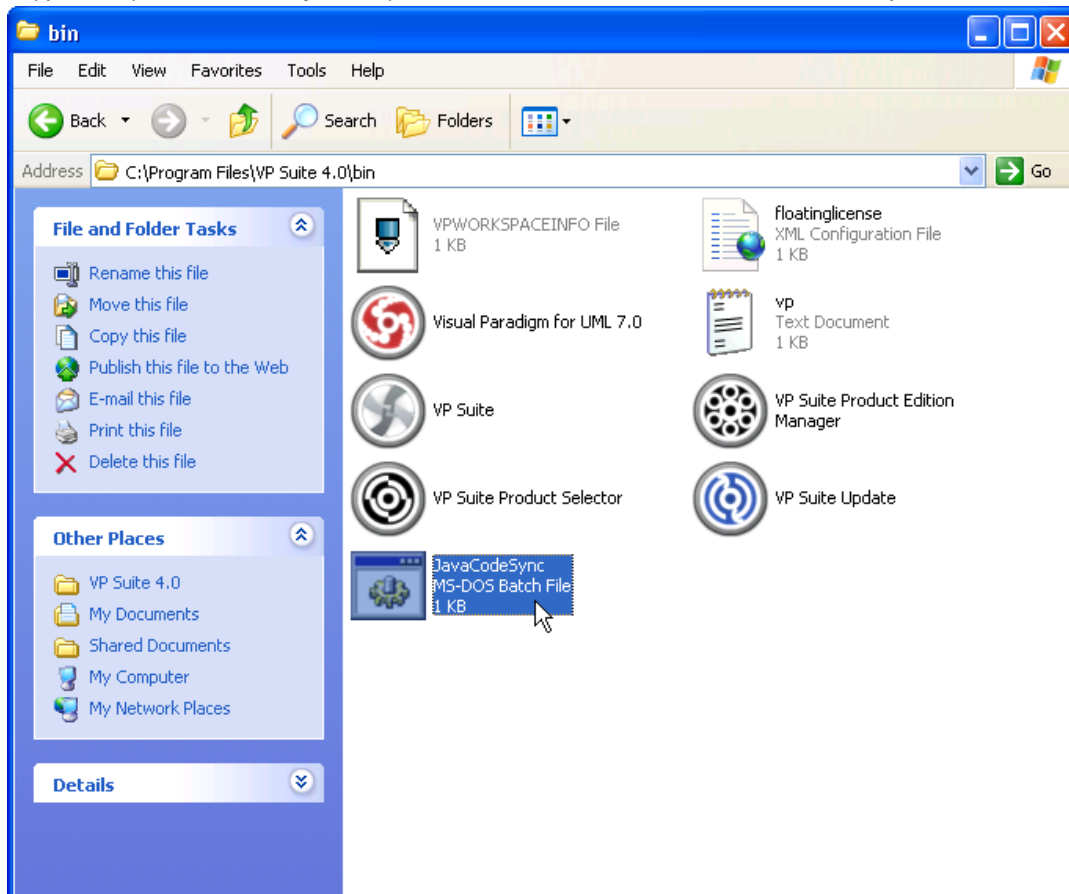 bin
File Edit View Favorites Tools Help
Back Search Folders
Address C:\Program Files\VP Suite 4.0\bin Go
File and Folder Tasks
Rename this file
Move this file
Copy this file
Publish this file to the Web
E-mail this file
Print this file
Delete this file
Other Places
VP Suite 4.0
My Documents
Shared Documents
My Computer
My Network Places
Details
VPWORKSPACEINFO File
1 KB
floatinglicense
XML Configuration File
1 KB
Visual Paradigm for UML 7.0
vp
Text Document
1 KB
VP Suite
VP Suite Product Edition
Manager
VP Suite Product Selector
VP Suite Update
JavaCodeSync
MS-DOS Batch File
1 KB